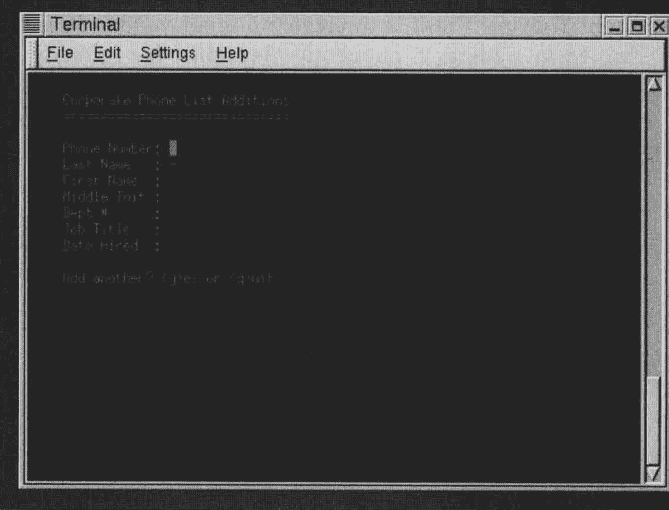 Terminal
File Edit Settings Help
Corporate Phone List Additions
==============================
Phone Number:
Last Name :
First Name :
Middle Init :
Dept # :
Job Title :
Date Hired :
Add another? (y)es or (q)uit